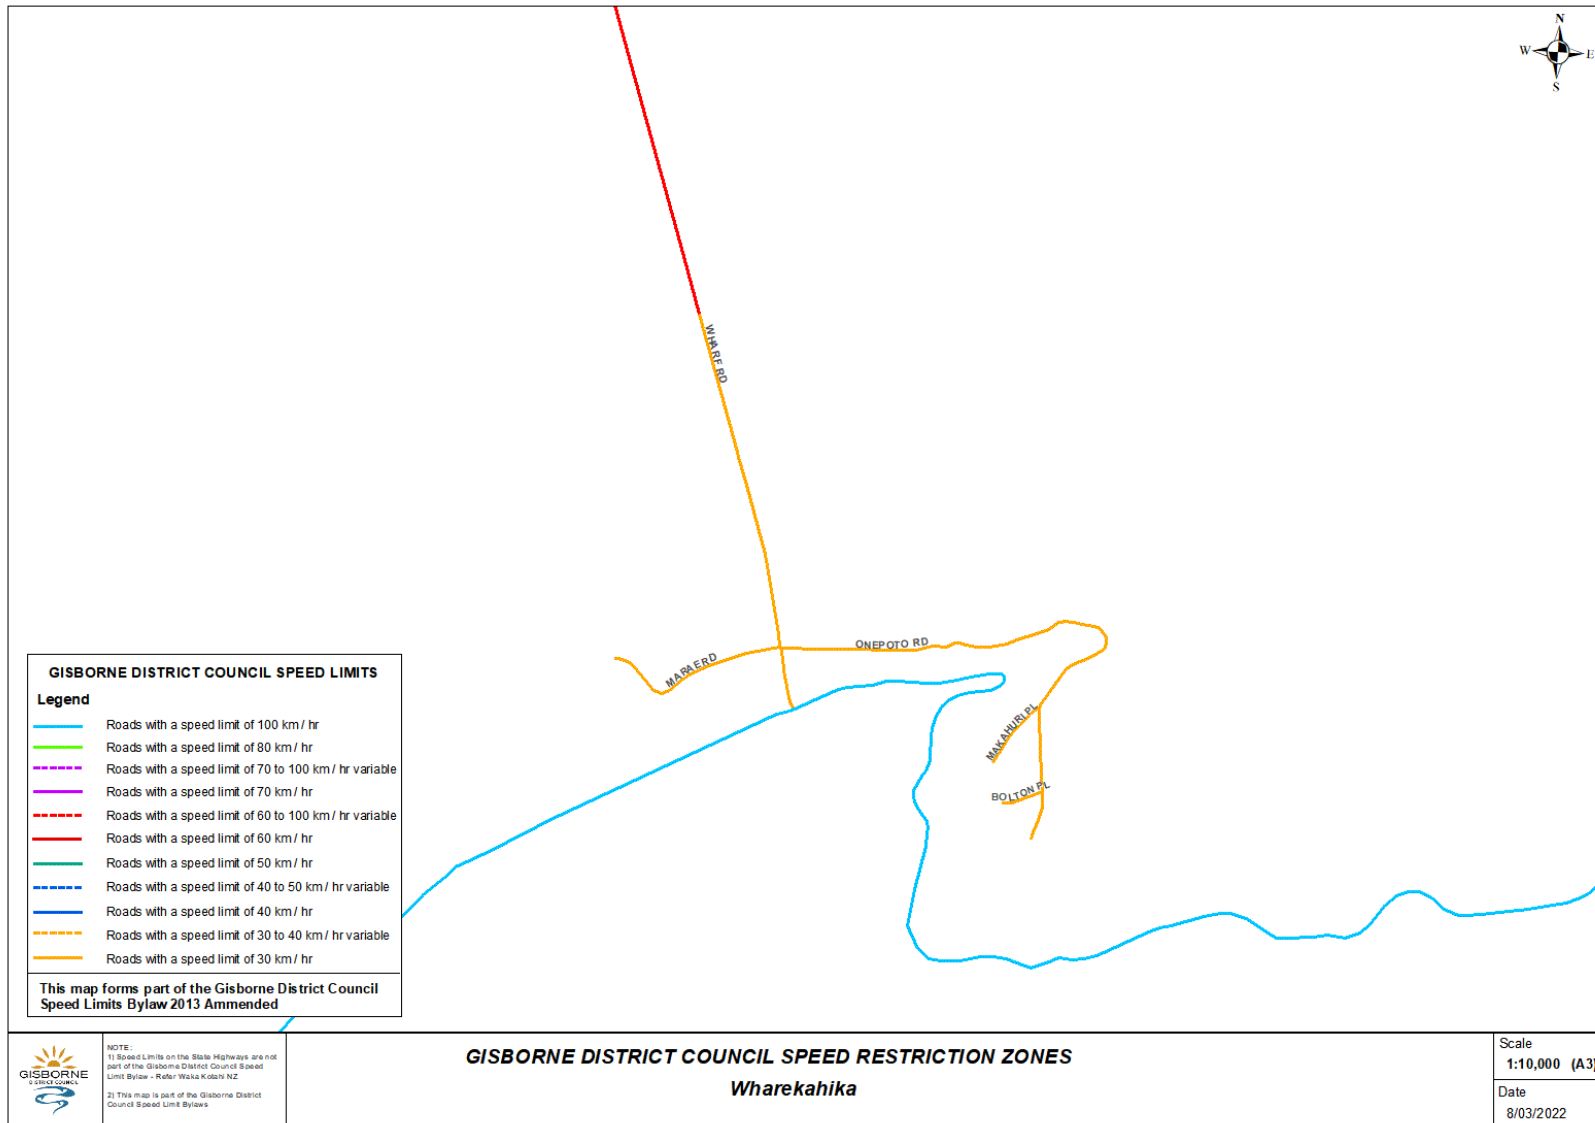 N
W E
S
WHARF RD
ONEPOTO RD
MARAE RD
MAKAHURI PL
BOLTON PL
GISBORNE DISTRICT COUNCIL SPEED LIMITS
Legend
Roads with a speed limit of 100 km / hr
Roads with a speed limit of 80 km / hr
Roads with a speed limit of 70 to 100 km / hr variable
Roads with a speed limit of 70 km / hr
Roads with a speed limit of 60 to 100 km / hr variable
Roads with a speed limit of 60 km / hr
Roads with a speed limit of 50 km / hr
Roads with a speed limit of 40 to 50 km / hr variable
Roads with a speed limit of 40 km / hr
Roads with a speed limit of 30 to 40 km / hr variable
Roads with a speed limit of 30 km / hr
This map forms part of the Gisborne District Council
Speed Limits Bylaw 2013 Ammended
GISBORNE
DISTRICT COUNCIL
NOTE:
1) Speed Limits on the State Highways are not
part of the Gisborne District Council Speed
Limit Bylaw - Refer Waka Kotahi NZ
2) This map is part of the Gisborne District
Council Speed Limit Bylaws
GISBORNE DISTRICT COUNCIL SPEED RESTRICTION ZONES
Wharekahika
Scale
1:10,000 (A3)
Date
8/03/2022